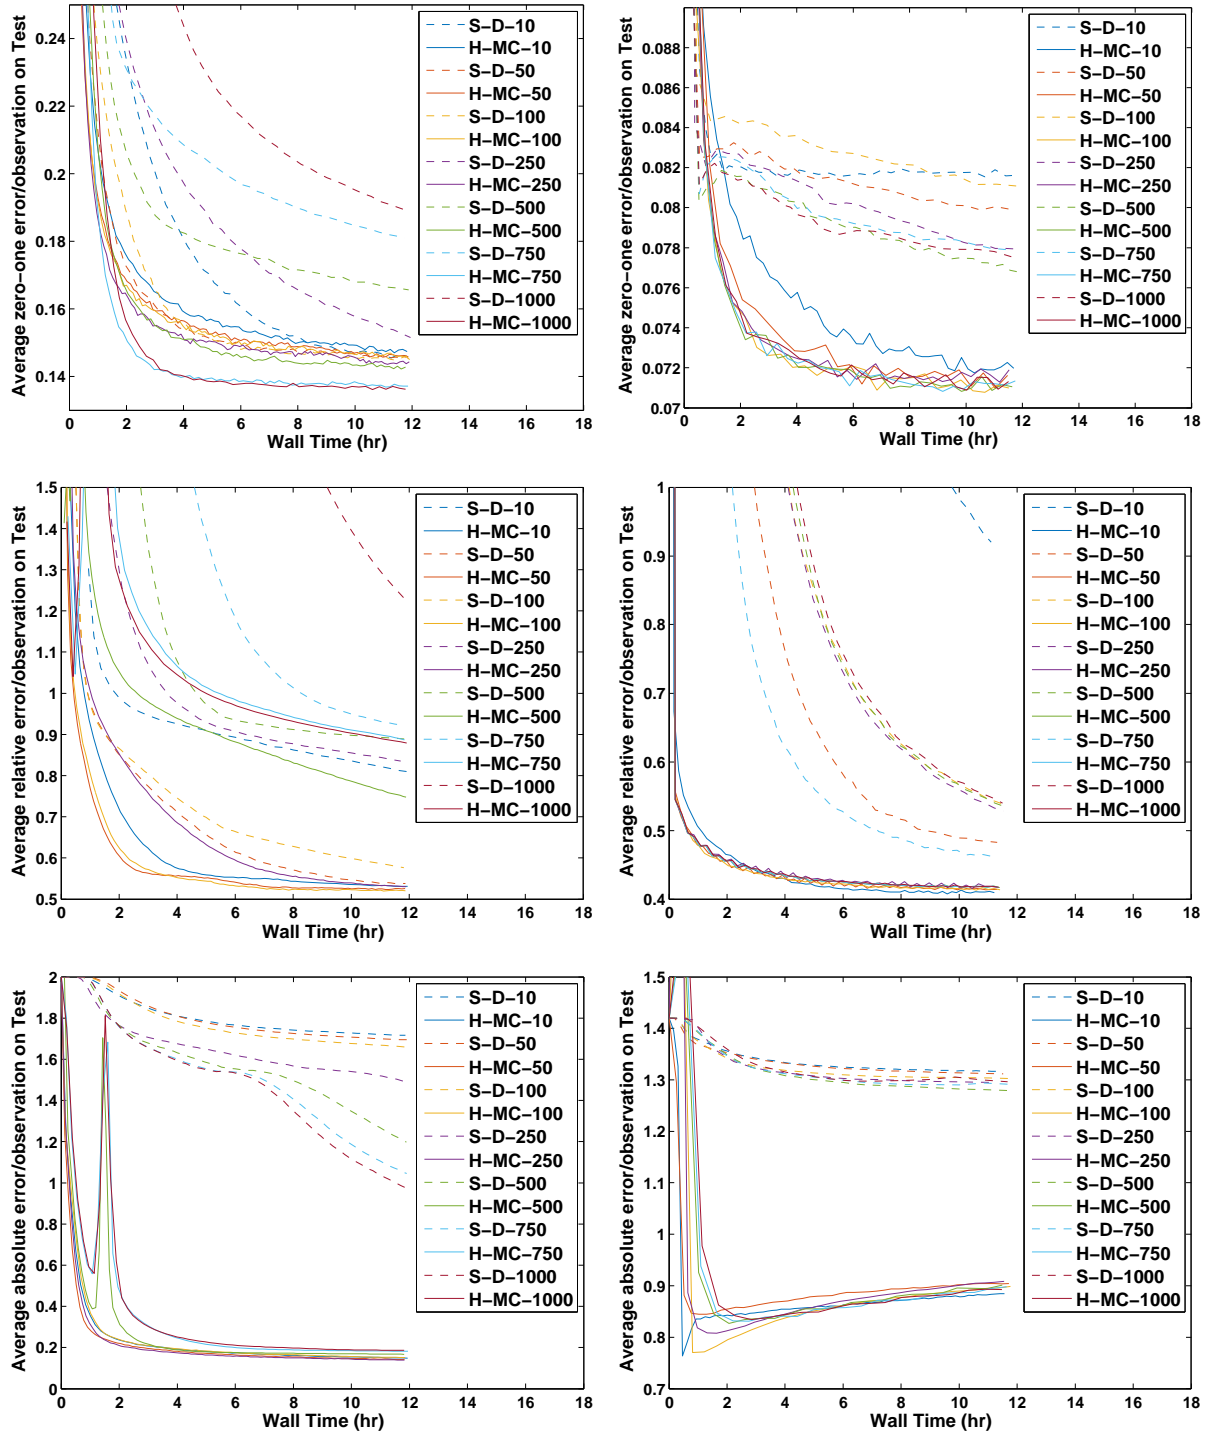 Average zero−one error/observation on Test
0.24
0.22
0.2
0.18
0.16
0.14
0 2 4 6 8 10 12 14 16 18
Wall Time (hr)
S−D−10
H−MC−10
S−D−50
H−MC−50
S−D−100
H−MC−100
S−D−250
H−MC−250
S−D−500
H−MC−500
S−D−750
H−MC−750
S−D−1000
H−MC−1000
Average zero−one error/observation on Test
0.088
0.086
0.084
0.082
0.08
0.078
0.076
0.074
0.072
0.07
0 2 4 6 8 10 12 14 16 18
Wall Time (hr)
S−D−10
H−MC−10
S−D−50
H−MC−50
S−D−100
H−MC−100
S−D−250
H−MC−250
S−D−500
H−MC−500
S−D−750
H−MC−750
S−D−1000
H−MC−1000
Average relative error/observation on Test
1.5
1.4
1.3
1.2
1.1
1
0.9
0.8
0.7
0.6
0.5
0 2 4 6 8 10 12 14 16 18
Wall Time (hr)
S−D−10
H−MC−10
S−D−50
H−MC−50
S−D−100
H−MC−100
S−D−250
H−MC−250
S−D−500
H−MC−500
S−D−750
H−MC−750
S−D−1000
H−MC−1000
Average relative error/observation on Test
1
0.9
0.8
0.7
0.6
0.5
0.4
0 2 4 6 8 10 12 14 16 18
Wall Time (hr)
S−D−10
H−MC−10
S−D−50
H−MC−50
S−D−100
H−MC−100
S−D−250
H−MC−250
S−D−500
H−MC−500
S−D−750
H−MC−750
S−D−1000
H−MC−1000
Average absolute error/observation on Test
2
1.8
1.6
1.4
1.2
1
0.8
0.6
0.4
0.2
0
0 2 4 6 8 10 12 14 16 18
Wall Time (hr)
S−D−10
H−MC−10
S−D−50
H−MC−50
S−D−100
H−MC−100
S−D−250
H−MC−250
S−D−500
H−MC−500
S−D−750
H−MC−750
S−D−1000
H−MC−1000
Average absolute error/observation on Test
1.5
1.4
1.3
1.2
1.1
1
0.9
0.8
0.7
0 2 4 6 8 10 12 14 16 18
Wall Time (hr)
S−D−10
H−MC−10
S−D−50
H−MC−50
S−D−100
H−MC−100
S−D−250
H−MC−250
S−D−500
H−MC−500
S−D−750
H−MC−750
S−D−1000
H−MC−1000